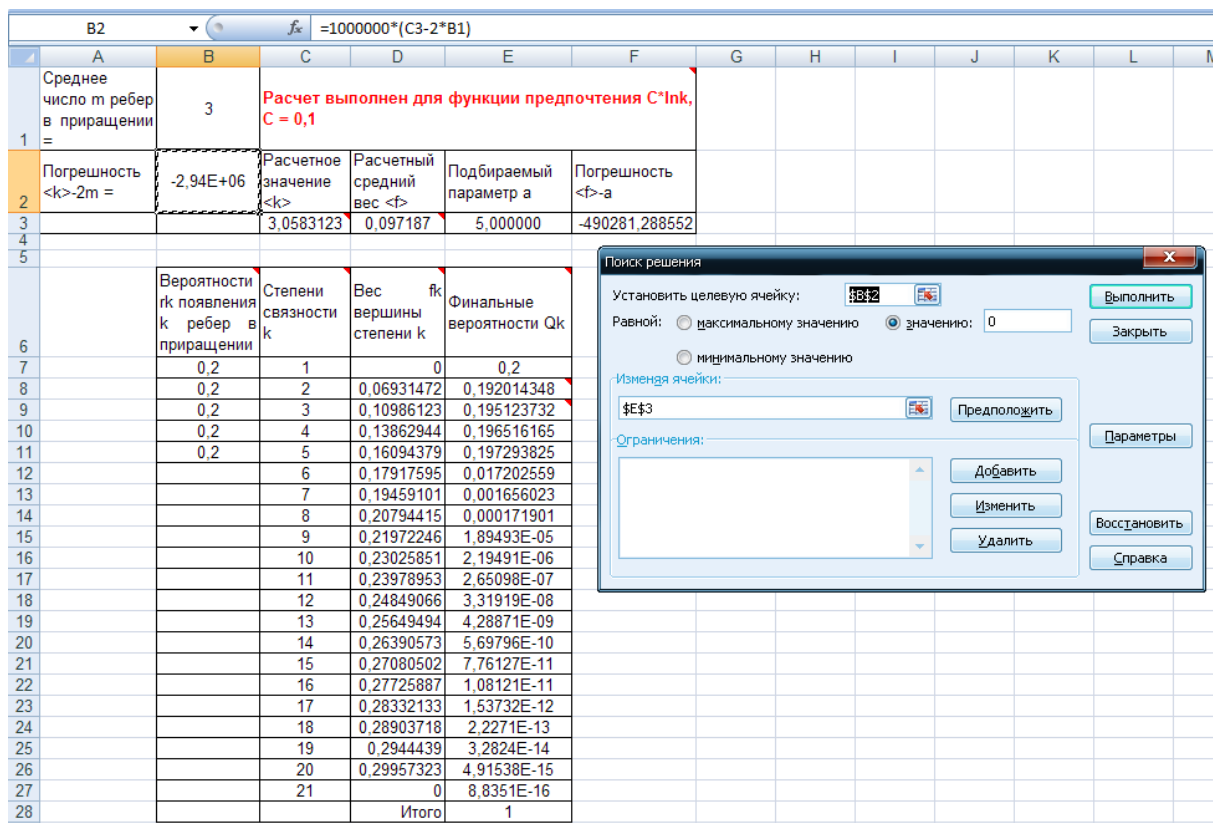 B2 fx =1000000*(C3-2*B1)
A B C D E F G H I J K L M
1 Среднее число m ребер в приращении = 3 Расчет выполнен для функции предпочтения C*lnk, C = 0,1
2 Погрешность <k>-2m = -2,94E+06 Расчетное значение <k> Расчетный средний вес <f> Подбираемый параметр a Погрешность <f>-a
3 3,0583123 0,097187 5,000000 -490281,288552
4
5
6 Вероятности rk появления k ребер в приращении Степени связности k Вес fk вершины степени k Финальные вероятности Qk
7 0,2 1 0 0,2
8 0,2 2 0,06931472 0,192014348
9 0,2 3 0,10986123 0,195123732
10 0,2 4 0,13862944 0,196516165
11 0,2 5 0,16094379 0,197293825
12 6 0,17917595 0,017202559
13 7 0,19459101 0,001656023
14 8 0,20794415 0,000171901
15 9 0,21972246 1,89493E-05
16 10 0,23025851 2,19491E-06
17 11 0,23978953 2,65098E-07
18 12 0,24849066 3,31919E-08
19 13 0,25649494 4,28871E-09
20 14 0,26390573 5,69796E-10
21 15 0,27080502 7,76127E-11
22 16 0,27725887 1,08121E-11
23 17 0,28332133 1,53732E-12
24 18 0,28903718 2,2271E-13
25 19 0,2944439 3,2824E-14
26 20 0,29957323 4,91538E-15
27 21 0 8,8351E-16
28 Итого 1
Поиск решения
Установить целевую ячейку: $B$2
Равной: максимальному значению значению: 0
минимальному значению
Изменяя ячейки:
$E$3 Предположить
Ограничения:
Добавить
Изменить
Удалить
Выполнить
Закрыть
Параметры
Восстановить
Справка